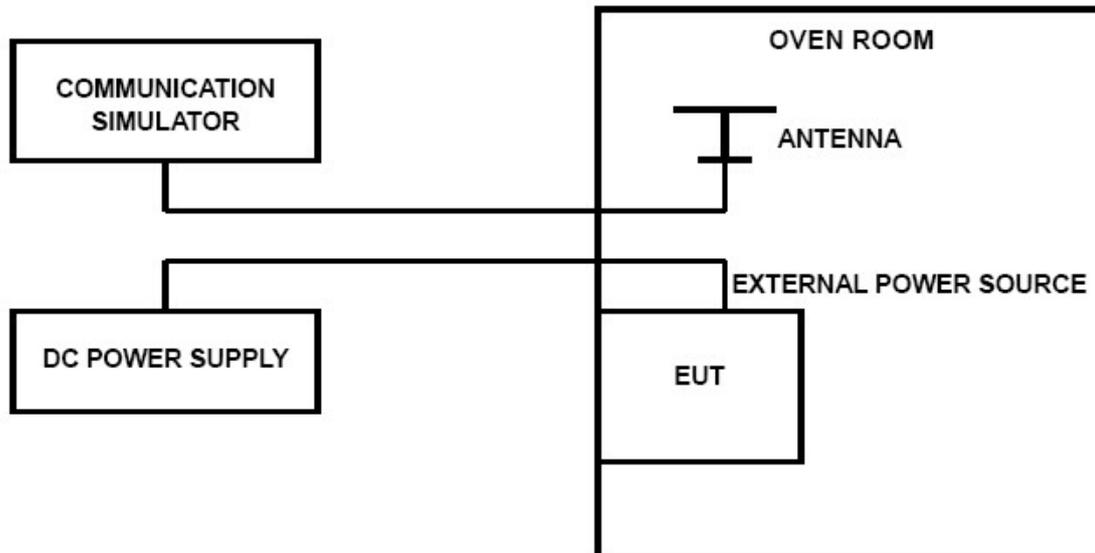 OVEN ROOM
COMMUNICATION
SIMULATOR
ANTENNA
EXTERNAL POWER SOURCE
DC POWER SUPPLY
EUT